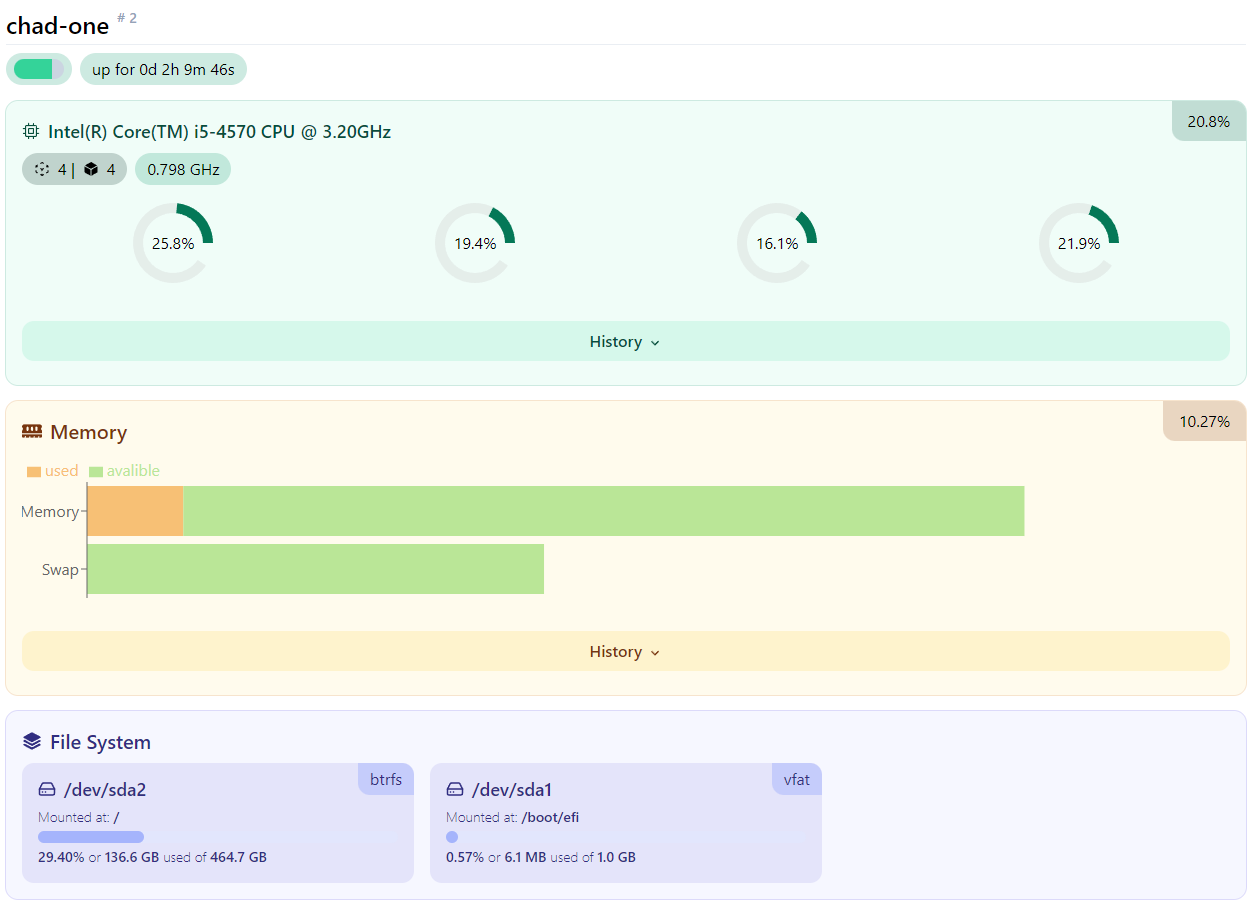 chad-one # 2
up for 0d 2h 9m 46s
Intel(R) Core(TM) i5-4570 CPU @ 3.20GHz 20.8%
4 | 4 0.798 GHz
25.8% 19.4% 16.1% 21.9%
History
Memory 10.27%
used avalible
Memory
Swap
History
File System
/dev/sda2 btrfs
Mounted at: /
29.40% or 136.6 GB used of 464.7 GB
/dev/sda1 vfat
Mounted at: /boot/efi
0.57% or 6.1 MB used of 1.0 GB